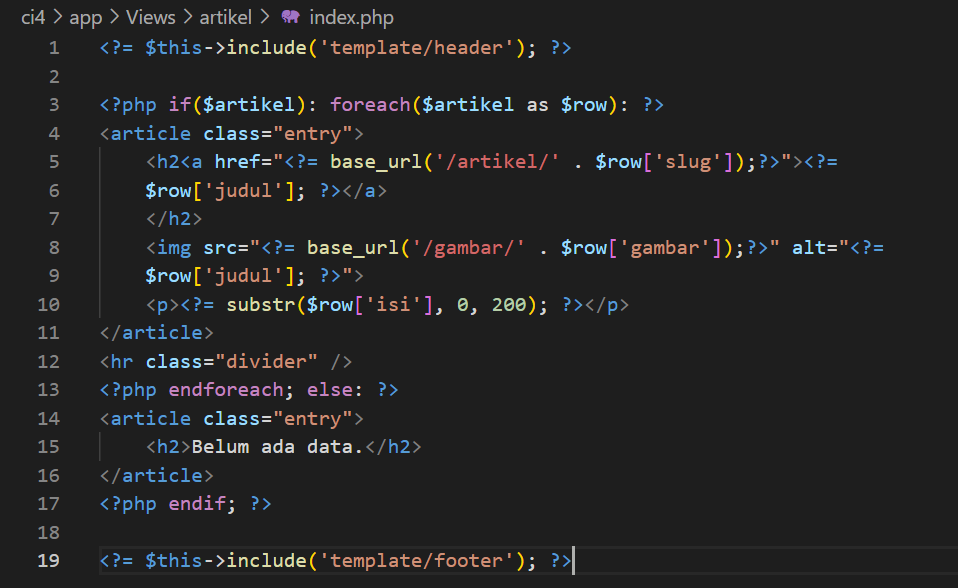 ci4 > app > Views > artikel > index.php
1 <?= $this->include('template/header'); ?>
2
3 <?php if($artikel): foreach($artikel as $row): ?>
4 <article class="entry">
5     <h2<a href="<?= base_url('/artikel/' . $row['slug']);?>"><?=
6     $row['judul']; ?></a>
7     </h2>
8     <img src="<?= base_url('/gambar/' . $row['gambar']);?>" alt="<?=
9     $row['judul']; ?>">
10     <p><?= substr($row['isi'], 0, 200); ?></p>
11 </article>
12 <hr class="divider" />
13 <?php endforeach; else: ?>
14 <article class="entry">
15     <h2>Belum ada data.</h2>
16 </article>
17 <?php endif; ?>
18
19 <?= $this->include('template/footer'); ?>